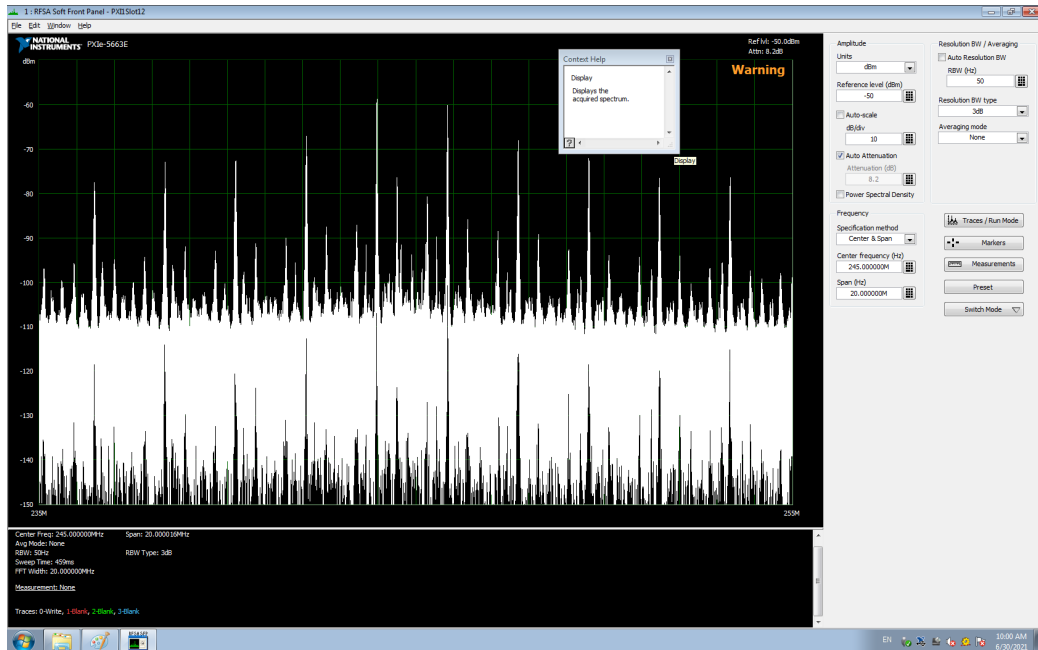 1 : RFSA Soft Front Panel - PXI1Slot12
File Edit Window Help
NATIONAL
INSTRUMENTS PXIe-5663E
Ref lvl: -50.0dBm
Attn: 8.2dB
Warning
dBm
-60
-70
-80
-90
-100
-110
-120
-130
-140
-150
235M
255M
Context Help
Display
Displays the
acquired spectrum.
?
Display
Amplitude
Units
dBm
Reference level (dBm)
-50
Auto-scale
dB/div
10
Auto Attenuation
Attenuation (dB)
8.2
Power Spectral Density
Resolution BW / Averaging
Auto Resolution BW
RBW (Hz)
50
Resolution BW type
3dB
Averaging mode
None
Frequency
Specification method
Center & Span
Center frequency (Hz)
245.000000M
Span (Hz)
20.000000M
Traces / Run Mode
Markers
Measurements
Preset
Switch Mode
Center Freq: 245.000000MHz Span: 20.000016MHz
Avg Mode: None
RBW: 50Hz RBW Type: 3dB
Sweep Time: 459ms
FFT Width: 20.000000MHz
Measurement: None
Traces: 0-Write, 1-Blank, 2-Blank, 3-Blank
RFSA SFP
EN
10:00 AM
6/30/2021